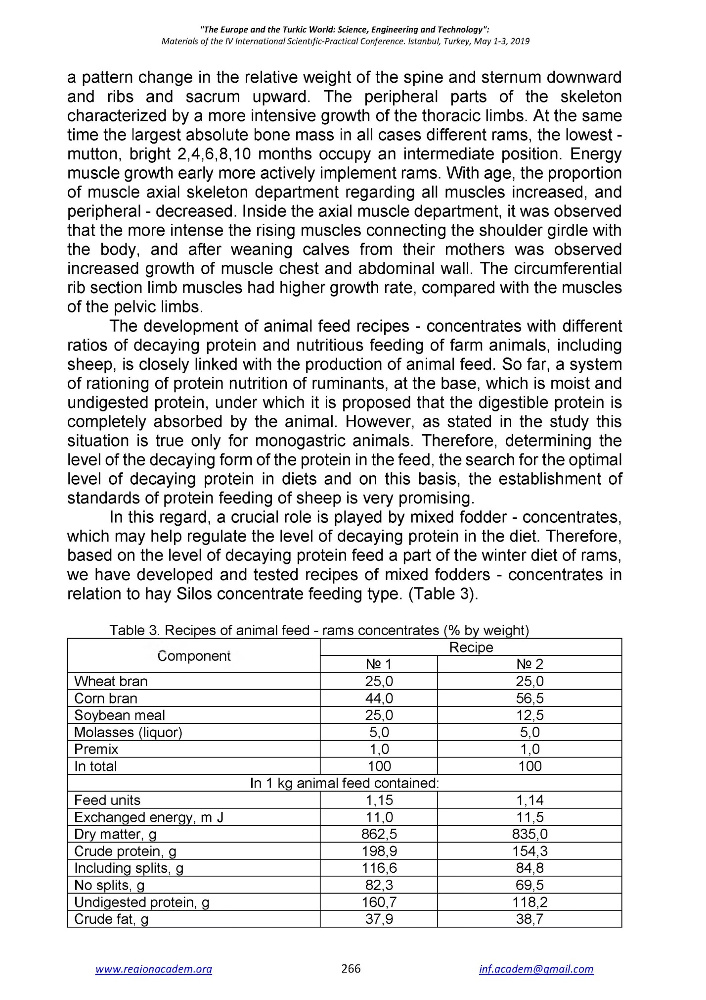 "The Europe and the Turkic World: Science, Engineering and Technology":
Materials of the IV International Scientific-Practical Conference. Istanbul, Turkey, May 1-3, 2019
a pattern change in the relative weight of the spine and sternum downward
and ribs and sacrum upward. The peripheral parts of the skeleton
characterized by a more intensive growth of the thoracic limbs. At the same
time the largest absolute bone mass in all cases different rams, the lowest -
mutton, bright 2,4,6,8,10 months occupy an intermediate position. Energy
muscle growth early more actively implement rams. With age, the proportion
of muscle axial skeleton department regarding all muscles increased, and
peripheral - decreased. Inside the axial muscle department, it was observed
that the more intense the rising muscles connecting the shoulder girdle with
the body, and after weaning calves from their mothers was observed
increased growth of muscle chest and abdominal wall. The circumferential
rib section limb muscles had higher growth rate, compared with the muscles
of the pelvic limbs.
The development of animal feed recipes - concentrates with different
ratios of decaying protein and nutritious feeding of farm animals, including
sheep, is closely linked with the production of animal feed. So far, a system
of rationing of protein nutrition of ruminants, at the base, which is moist and
undigested protein, under which it is proposed that the digestible protein is
completely absorbed by the animal. However, as stated in the study this
situation is true only for monogastric animals. Therefore, determining the
level of the decaying form of the protein in the feed, the search for the optimal
level of decaying protein in diets and on this basis, the establishment of
standards of protein feeding of sheep is very promising.
In this regard, a crucial role is played by mixed fodder - concentrates,
which may help regulate the level of decaying protein in the diet. Therefore,
based on the level of decaying protein feed a part of the winter diet of rams,
we have developed and tested recipes of mixed fodders - concentrates in
relation to hay Silos concentrate feeding type. (Table 3).
Table 3. Recipes of animal feed - rams concentrates (% by weight)
Component Recipe
№ 1 № 2
Wheat bran 25,0 25,0
Corn bran 44,0 56,5
Soybean meal 25,0 12,5
Molasses (liquor) 5,0 5,0
Premix 1,0 1,0
In total 100 100
In 1 kg animal feed contained:
Feed units 1,15 1,14
Exchanged energy, m J 11,0 11,5
Dry matter, g 862,5 835,0
Crude protein, g 198,9 154,3
Including splits, g 116,6 84,8
No splits, g 82,3 69,5
Undigested protein, g 160,7 118,2
Crude fat, g 37,9 38,7
www.regionacadem.org 266 inf.academ@gmail.com